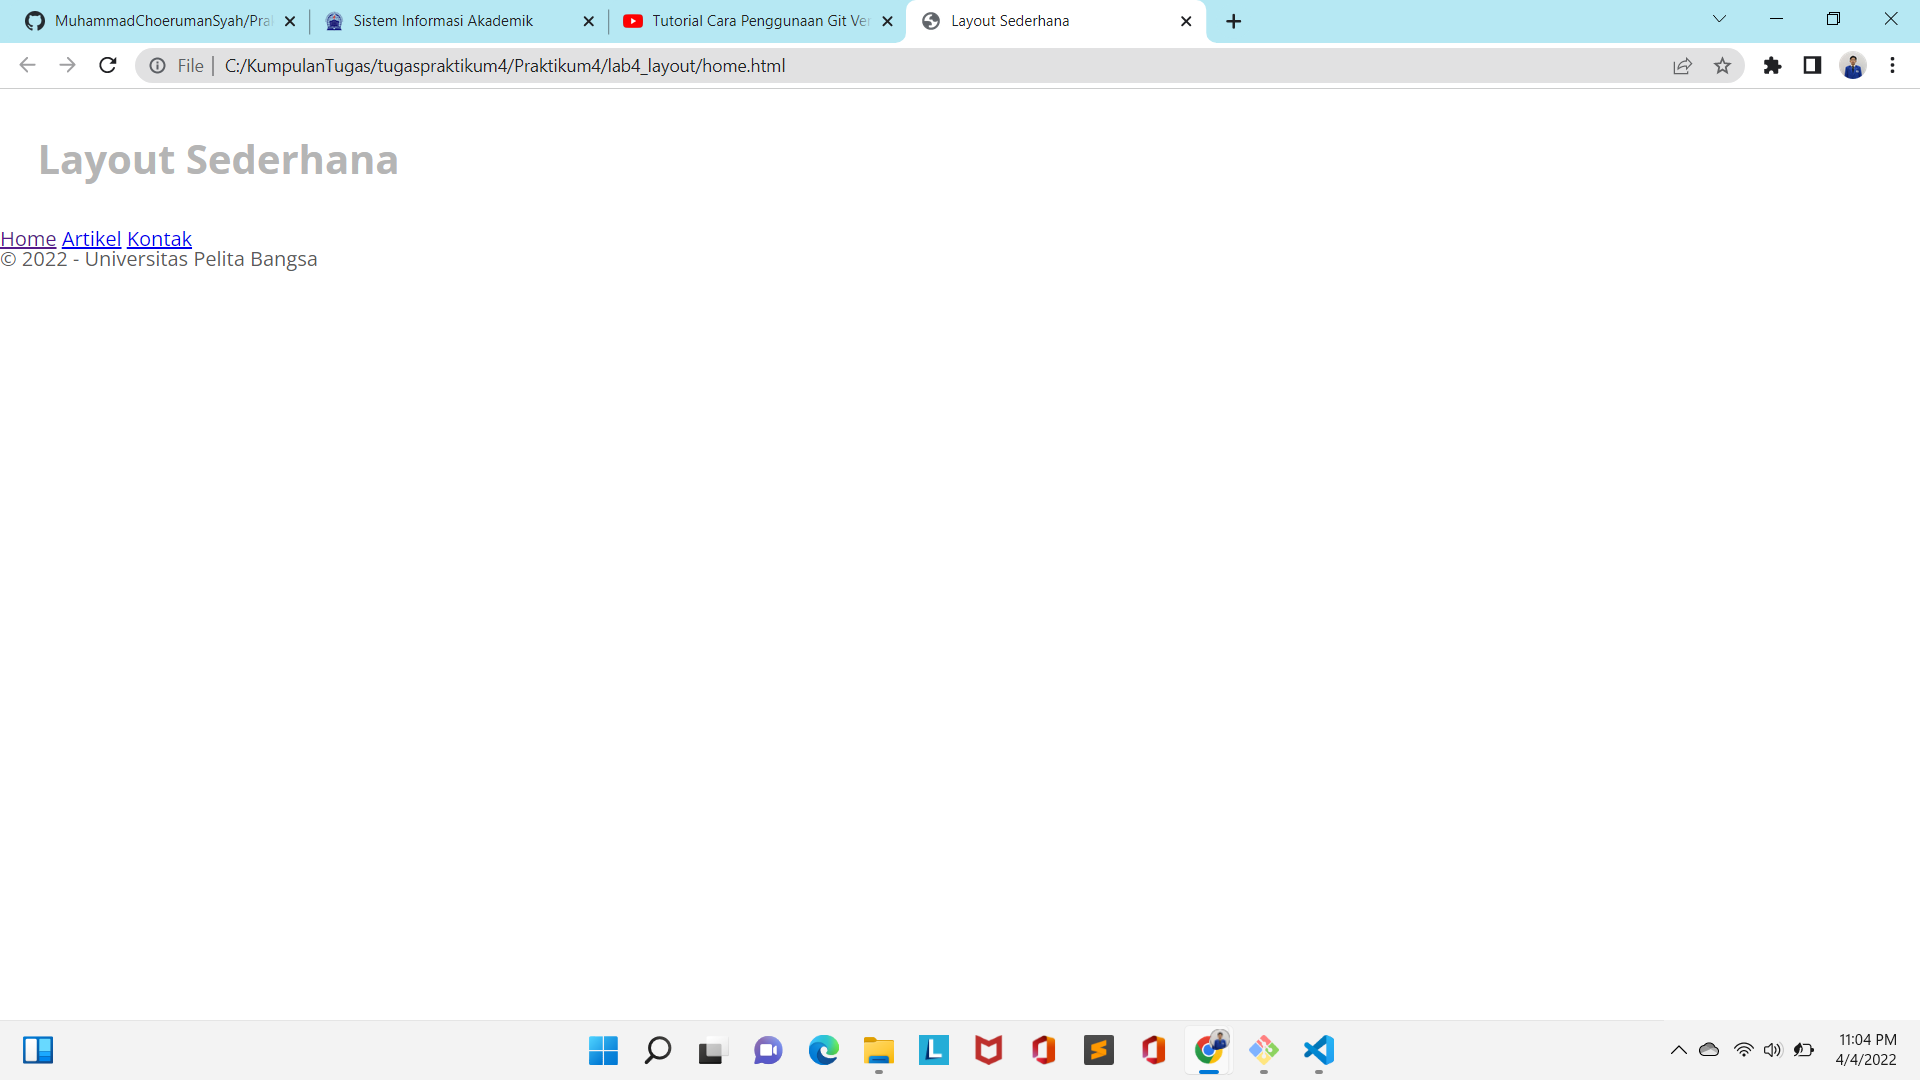 MuhammadChoerumanSyah/Pra
Sistem Informasi Akademik
Tutorial Cara Penggunaan Git Ver
Layout Sederhana
File
C:/KumpulanTugas/tugaspraktikum4/Praktikum4/lab4_layout/home.html
Layout Sederhana
Home Artikel Kontak
© 2022 - Universitas Pelita Bangsa
L
11:04 PM
4/4/2022